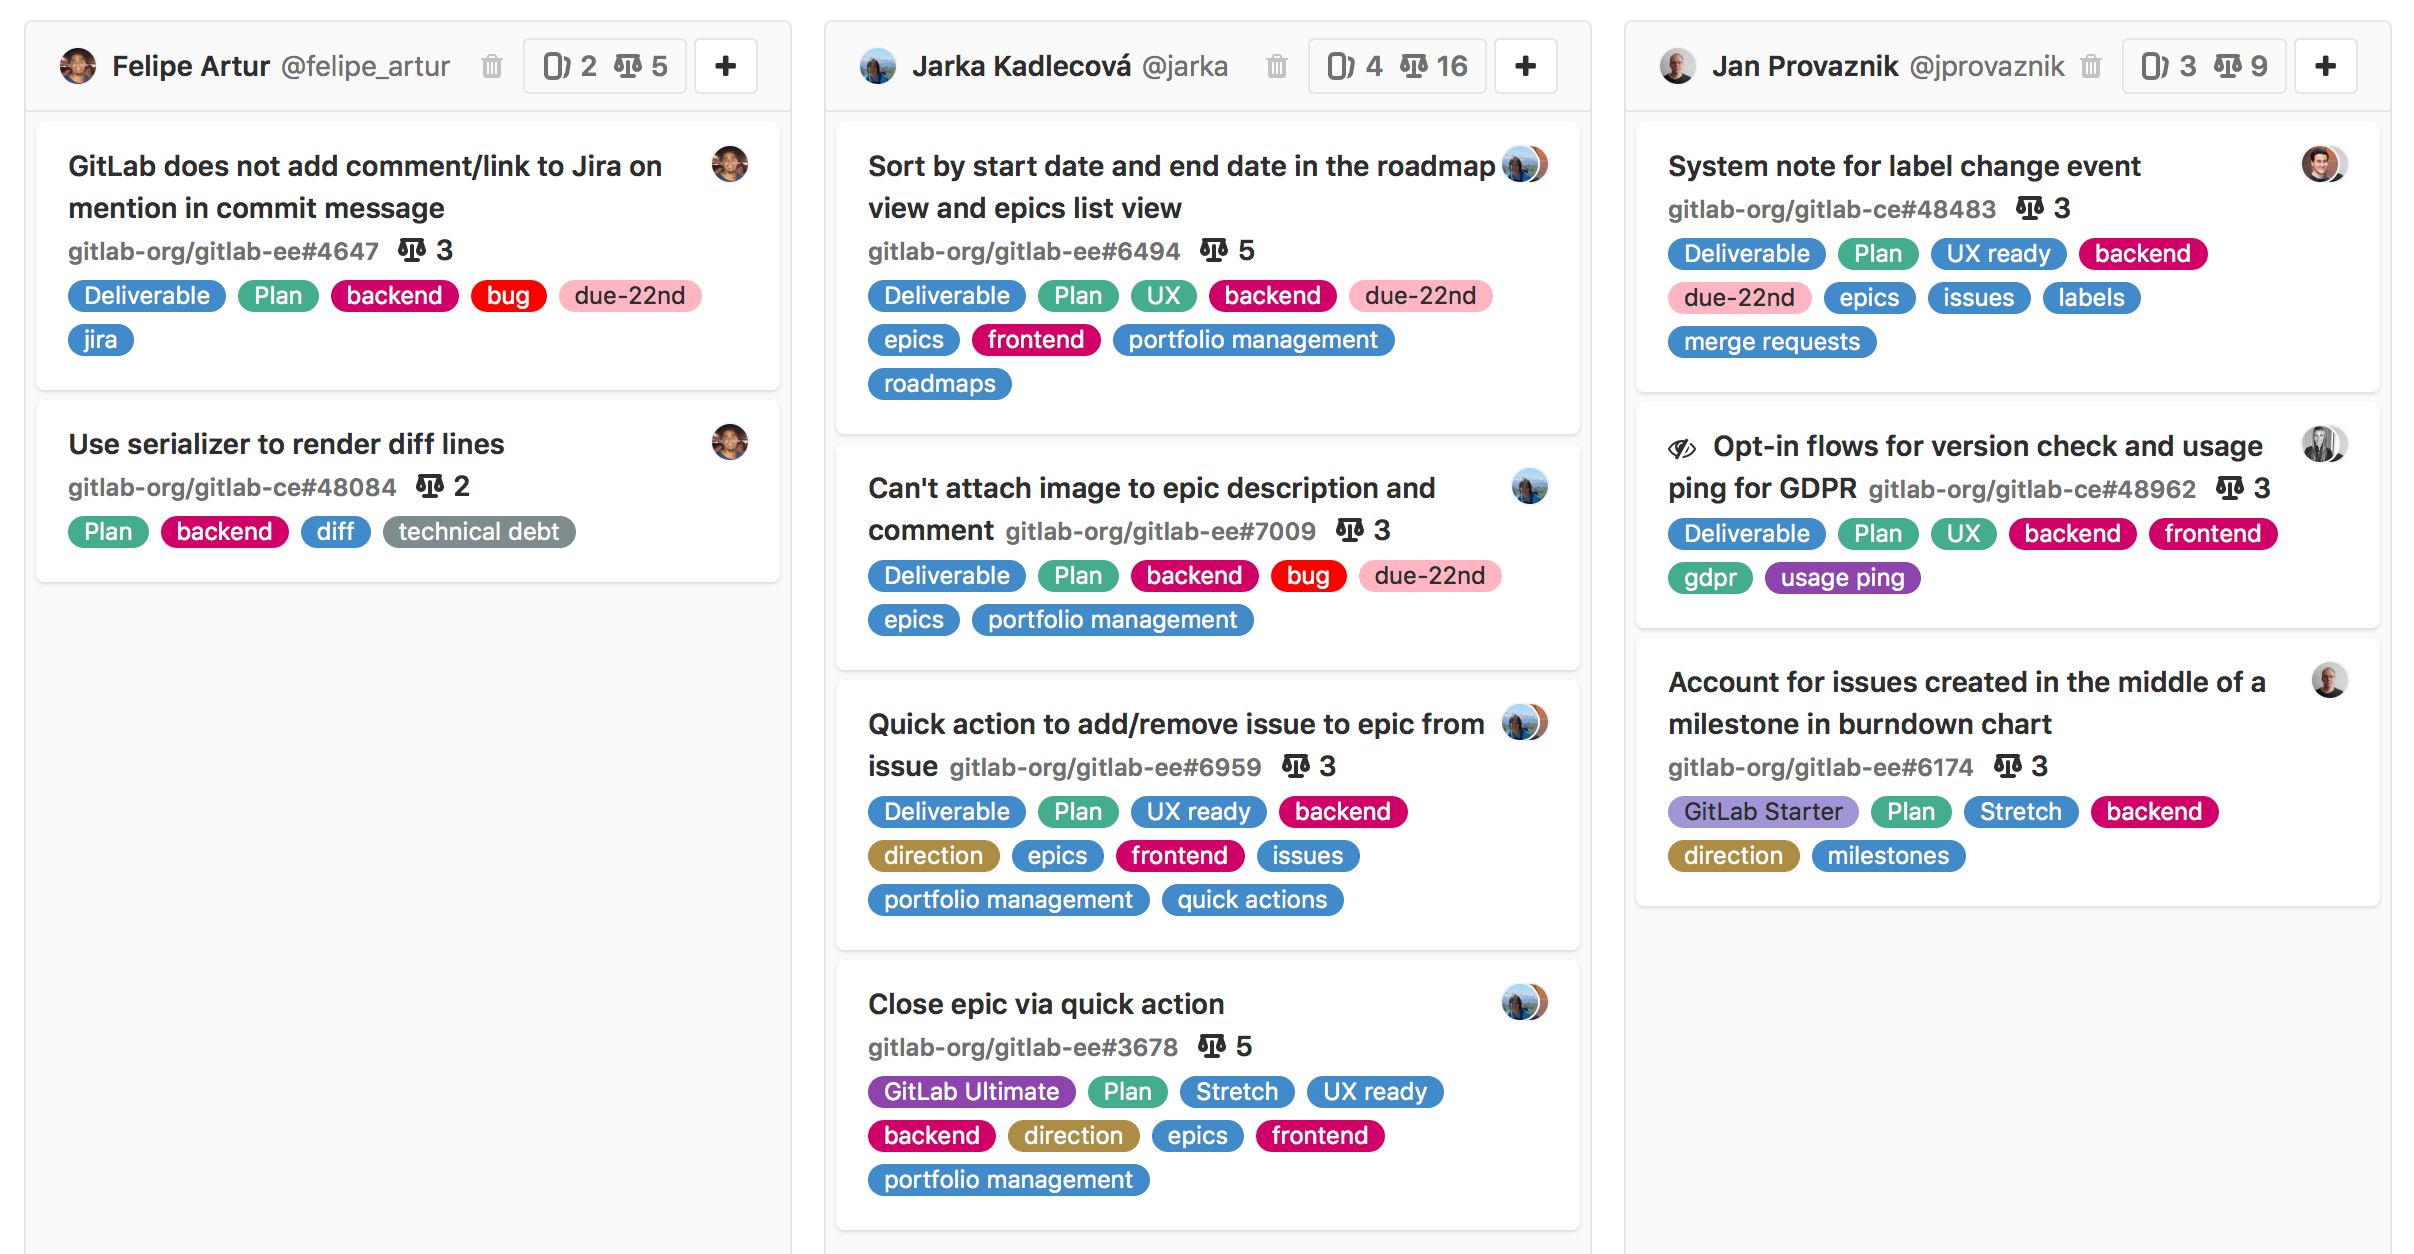 Felipe Artur @felipe_artur 2 5 +
GitLab does not add comment/link to Jira on
mention in commit message
gitlab-org/gitlab-ee#4647 3
Deliverable Plan backend bug due-22nd
jira
Use serializer to render diff lines
gitlab-org/gitlab-ce#48084 2
Plan backend diff technical debt
Jarka Kadlecová @jarka 4 16 +
Sort by start date and end date in the roadmap
view and epics list view
gitlab-org/gitlab-ee#6494 5
Deliverable Plan UX backend due-22nd
epics frontend portfolio management
roadmaps
Can't attach image to epic description and
comment gitlab-org/gitlab-ee#7009 3
Deliverable Plan backend bug due-22nd
epics portfolio management
Quick action to add/remove issue to epic from
issue gitlab-org/gitlab-ee#6959 3
Deliverable Plan UX ready backend
direction epics frontend issues
portfolio management quick actions
Close epic via quick action
gitlab-org/gitlab-ee#3678 5
GitLab Ultimate Plan Stretch UX ready
backend direction epics frontend
portfolio management
Jan Provaznik @jprovaznik 3 9 +
System note for label change event
gitlab-org/gitlab-ce#48483 3
Deliverable Plan UX ready backend
due-22nd epics issues labels
merge requests
Opt-in flows for version check and usage
ping for GDPR gitlab-org/gitlab-ce#48962 3
Deliverable Plan UX backend frontend
gdpr usage ping
Account for issues created in the middle of a
milestone in burndown chart
gitlab-org/gitlab-ee#6174 3
GitLab Starter Plan Stretch backend
direction milestones